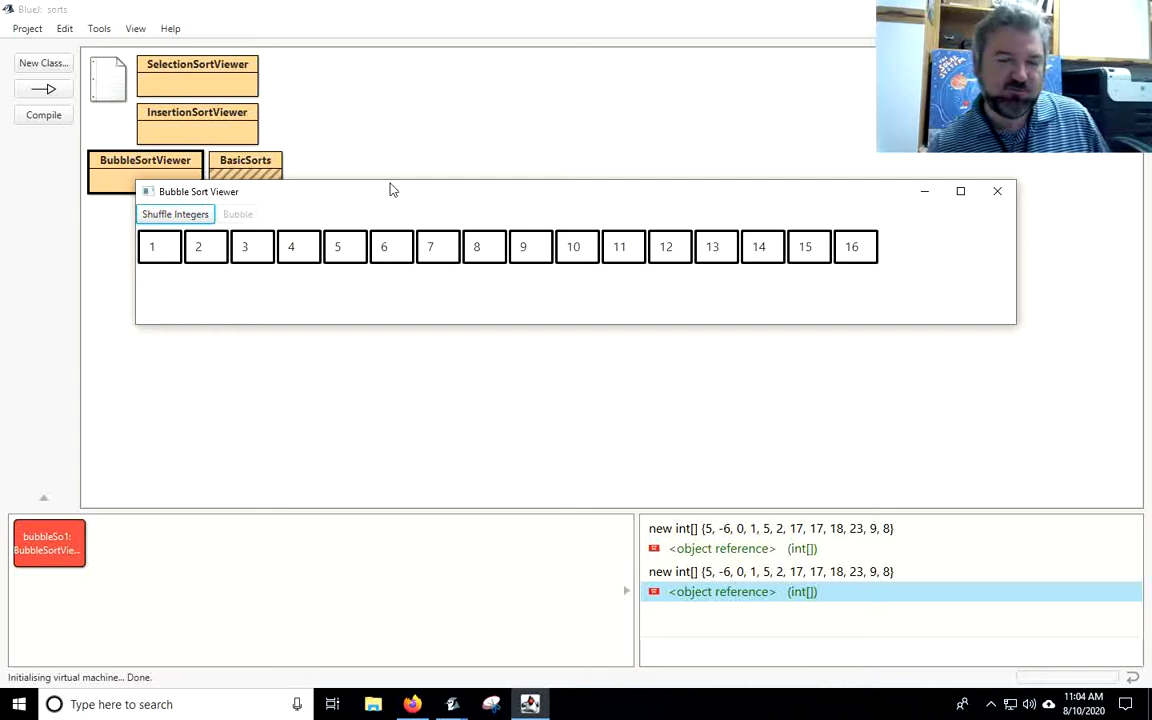 BlueJ: sorts
Project Edit Tools View Help
New Class...
Compile
SelectionSortViewer
InsertionSortViewer
BubbleSortViewer
BasicSorts
Bubble Sort Viewer
Shuffle Integers Bubble
1 2 3 4 5 6 7 8 9 10 11 12 13 14 15 16
bubbleSo1:
BubbleSortVie...
new int[] {5, -6, 0, 1, 5, 2, 17, 17, 18, 23, 9, 8}
<object reference> (int[])
new int[] {5, -6, 0, 1, 5, 2, 17, 17, 18, 23, 9, 8}
<object reference> (int[])
Initialising virtual machine... Done.
Type here to search
11:04 AM
8/10/2020